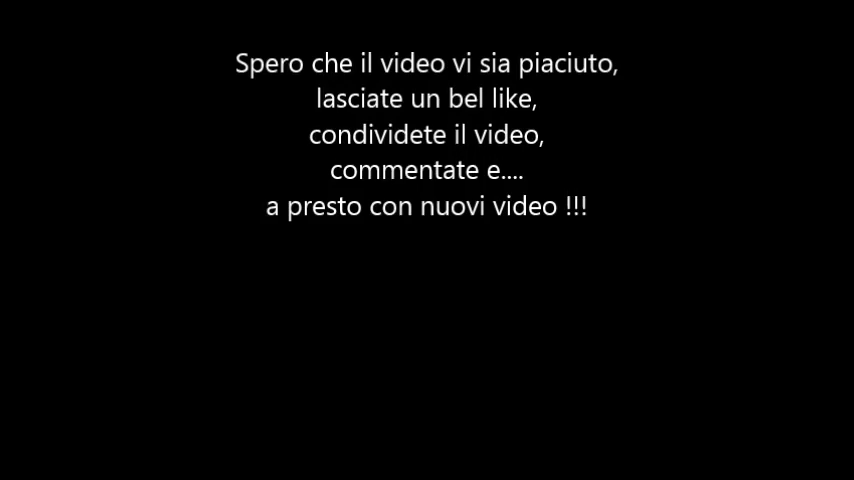 Spero che il video vi sia piaciuto,
lasciate un bel like,
condividete il video,
commentate e....
a presto con nuovi video !!!